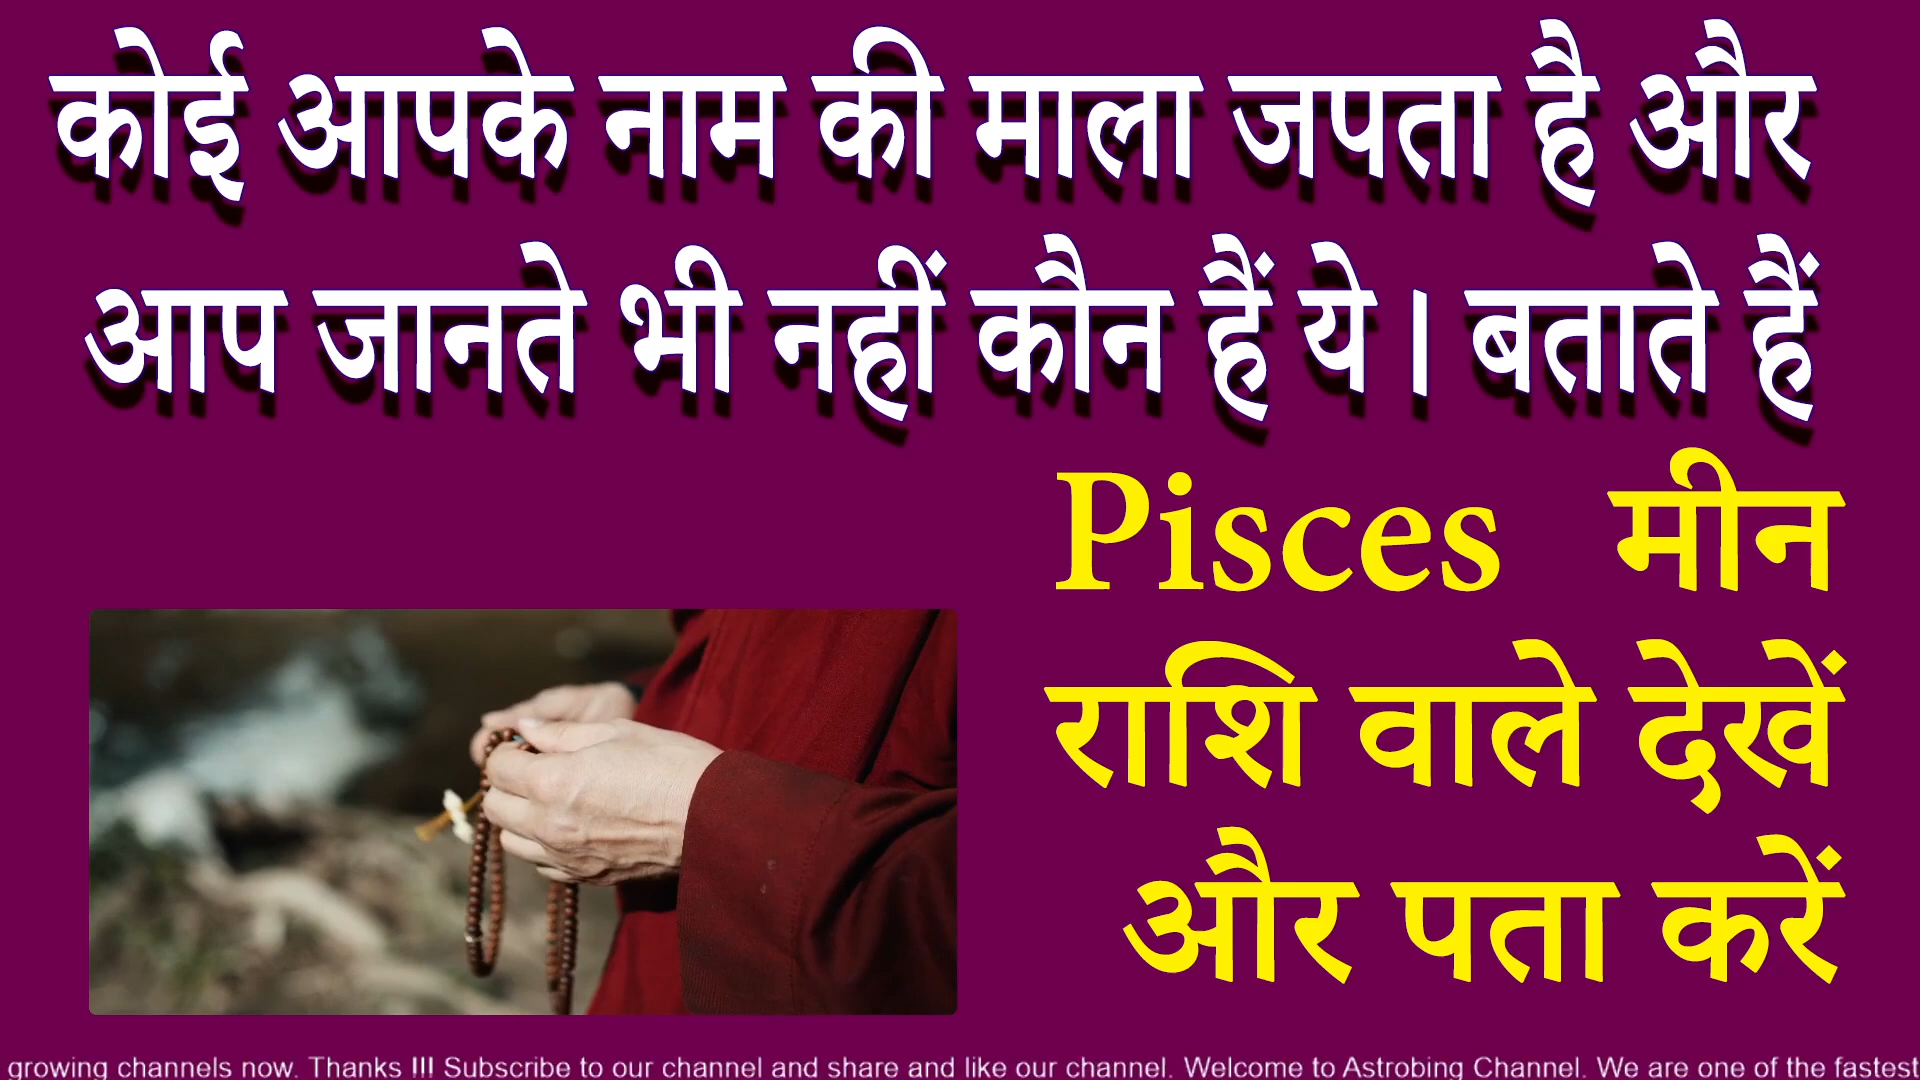 कोई आपके नाम की माला जपता है और
आप जानते भी नहीं कौन हैं ये । बताते हैं
Pisces मीन
राशि वाले देखें
और पता करें
growing channels now. Thanks !!! Subscribe to our channel and share and like our channel. Welcome to Astrobing Channel. We are one of the fastest